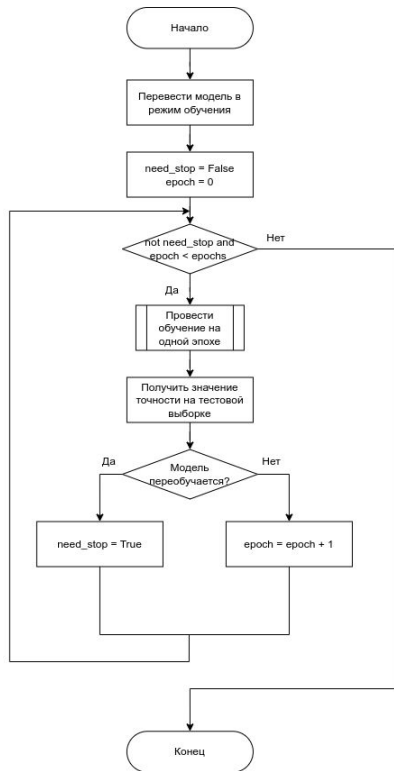 Начало
Перевести модель в
режим обучения
need_stop = False
epoch = 0
not need_stop and
epoch < epochs
Нет
Да
Провести
обучение на
одной эпохе
Получить значение
точности на тестовой
выборке
Модель
переобучается?
Да
Нет
need_stop = True
epoch = epoch + 1
Конец